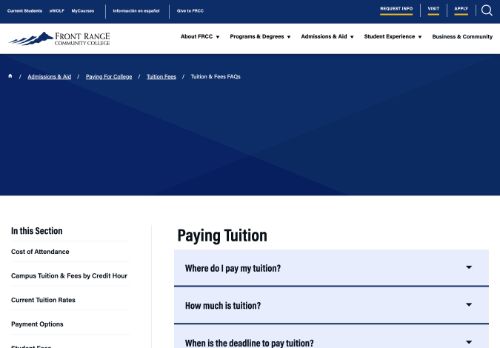 Current Students eWOLF MyCourses Información en español Give to FRCC REQUEST INFO VISIT APPLY
FRONT RANGE
COMMUNITY COLLEGE
About FRCC Programs & Degrees Admissions & Aid Student Experience Business & Community
/ Admissions & Aid / Paying For College / Tuition Fees / Tuition & Fees FAQs
In this Section
Cost of Attendance
Campus Tuition & Fees by Credit Hour
Current Tuition Rates
Payment Options
Student Fees
Paying Tuition
Where do I pay my tuition?
How much is tuition?
When is the deadline to pay tuition?